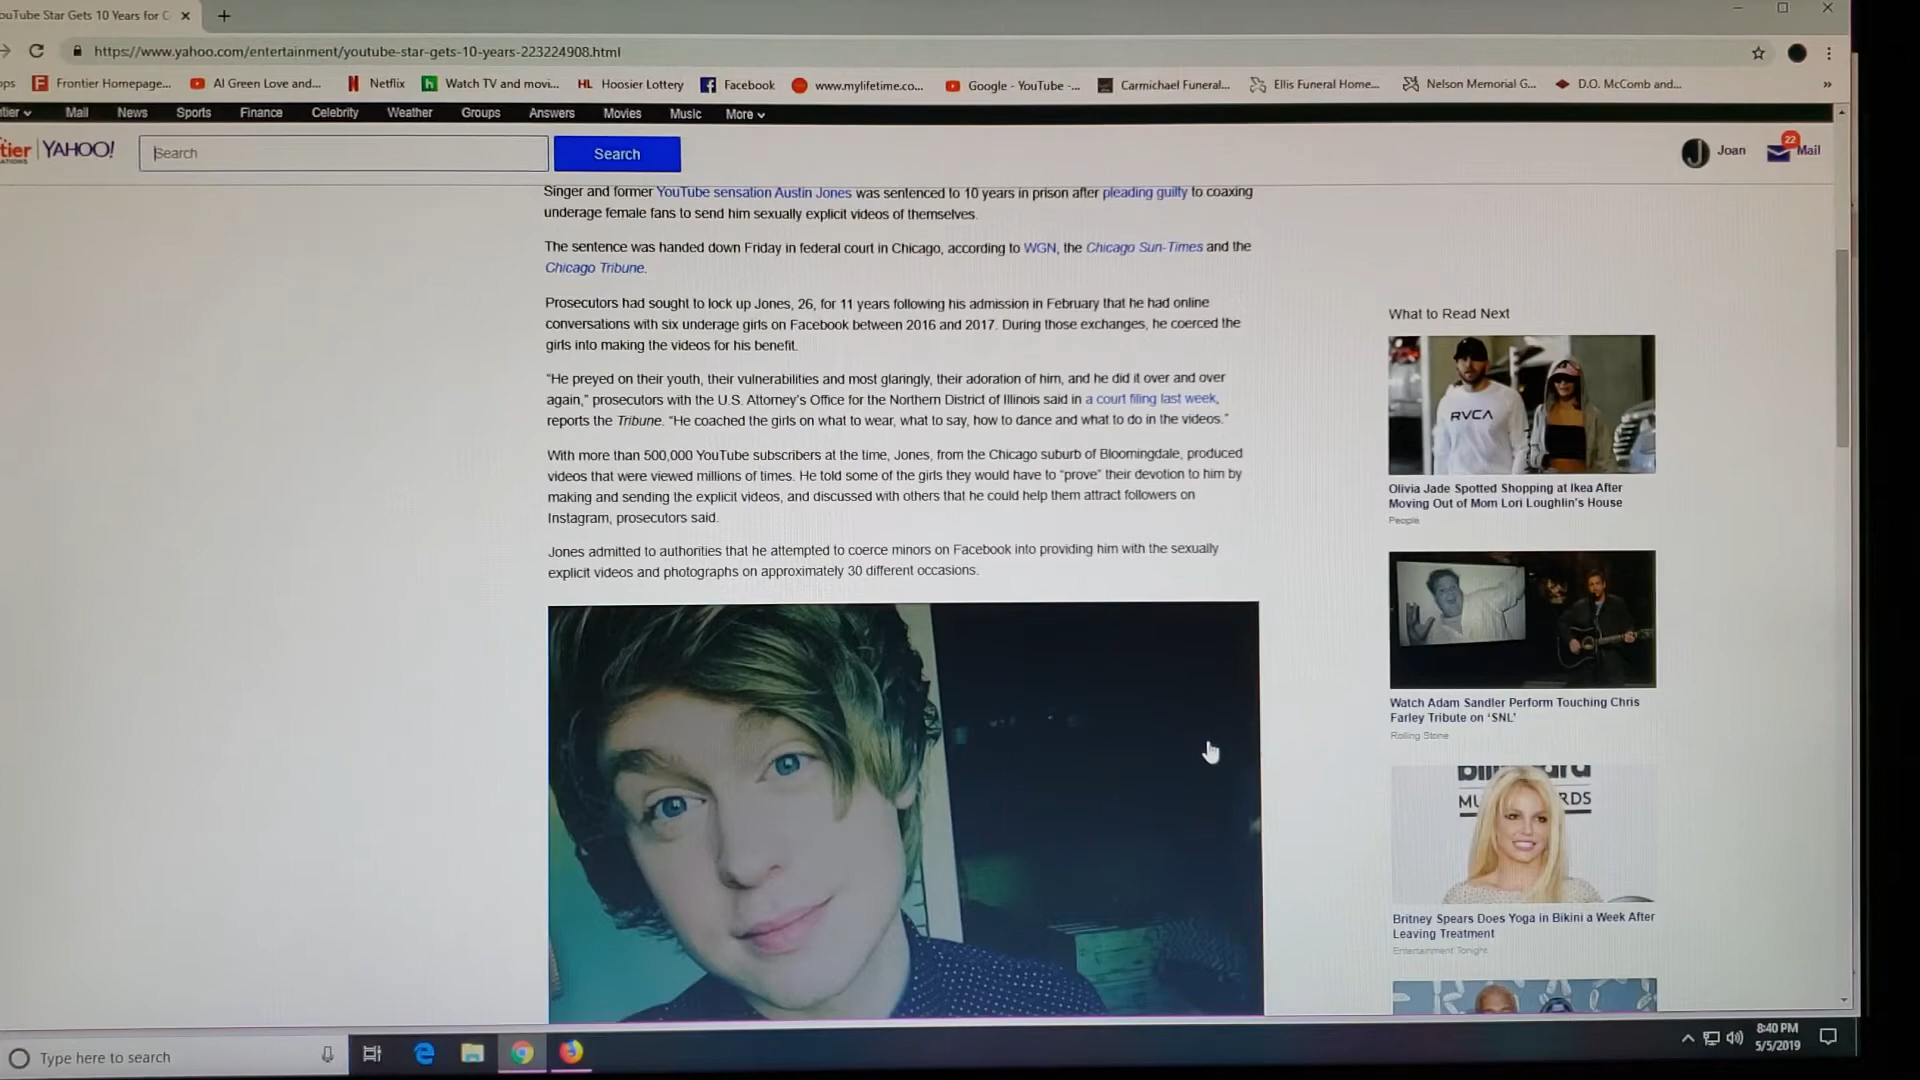 ouTube Star Gets 10 Years for C
https://www.yahoo.com/entertainment/youtube-star-gets-10-years-223224908.html
ops
Frontier Homepage...
Al Green Love and...
Netflix
Watch TV and movi...
HL Hoosier Lottery
Facebook
www.mylifetime.co...
Google - YouTube -...
Carmichael Funeral...
Ellis Funeral Home...
Nelson Memorial G...
D.O. McComb and...
»
tier
Mail
News
Sports
Finance
Celebrity
Weather
Groups
Answers
Movies
Music
More
tier | YAHOO!
Search
Search
Joan
22
Mail
Singer and former YouTube sensation Austin Jones was sentenced to 10 years in prison after pleading guilty to coaxing
underage female fans to send him sexually explicit videos of themselves.
The sentence was handed down Friday in federal court in Chicago, according to WGN, the Chicago Sun-Times and the
Chicago Tribune.
Prosecutors had sought to lock up Jones, 26, for 11 years following his admission in February that he had online
conversations with six underage girls on Facebook between 2016 and 2017. During those exchanges, he coerced the
girls into making the videos for his benefit.
“He preyed on their youth, their vulnerabilities and most glaringly, their adoration of him, and he did it over and over
again,” prosecutors with the U.S. Attorney’s Office for the Northern District of Illinois said in a court filing last week,
reports the Tribune. “He coached the girls on what to wear, what to say, how to dance and what to do in the videos.”
With more than 500,000 YouTube subscribers at the time, Jones, from the Chicago suburb of Bloomingdale, produced
videos that were viewed millions of times. He told some of the girls they would have to “prove” their devotion to him by
making and sending the explicit videos, and discussed with others that he could help them attract followers on
Instagram, prosecutors said.
Jones admitted to authorities that he attempted to coerce minors on Facebook into providing him with the sexually
explicit videos and photographs on approximately 30 different occasions.
What to Read Next
RVCA
Olivia Jade Spotted Shopping at Ikea After
Moving Out of Mom Lori Loughlin's House
People
Watch Adam Sandler Perform Touching Chris
Farley Tribute on ‘SNL’
Rolling Stone
Britney Spears Does Yoga in Bikini a Week After
Leaving Treatment
Entertainment Tonight
Type here to search
8:40 PM
5/5/2019